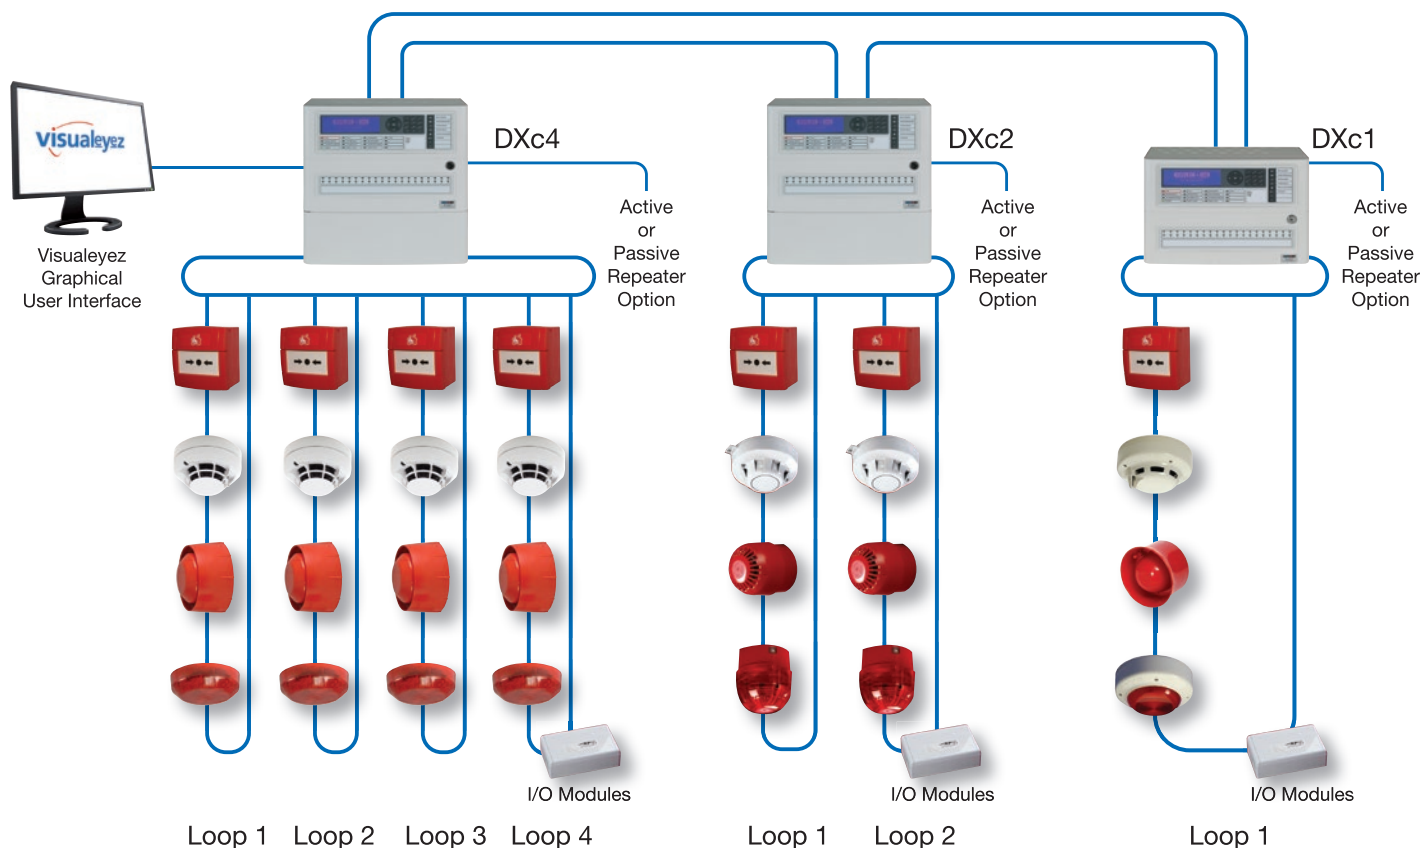 visualeyez
DXc4
DXc2
DXc1
Visualeyez
Graphical
User Interface
Active
or
Passive
Repeater
Option
Active
or
Passive
Repeater
Option
Active
or
Passive
Repeater
Option
I/O Modules
I/O Modules
I/O Modules
Loop 1
Loop 2
Loop 3
Loop 4
Loop 1
Loop 2
Loop 1